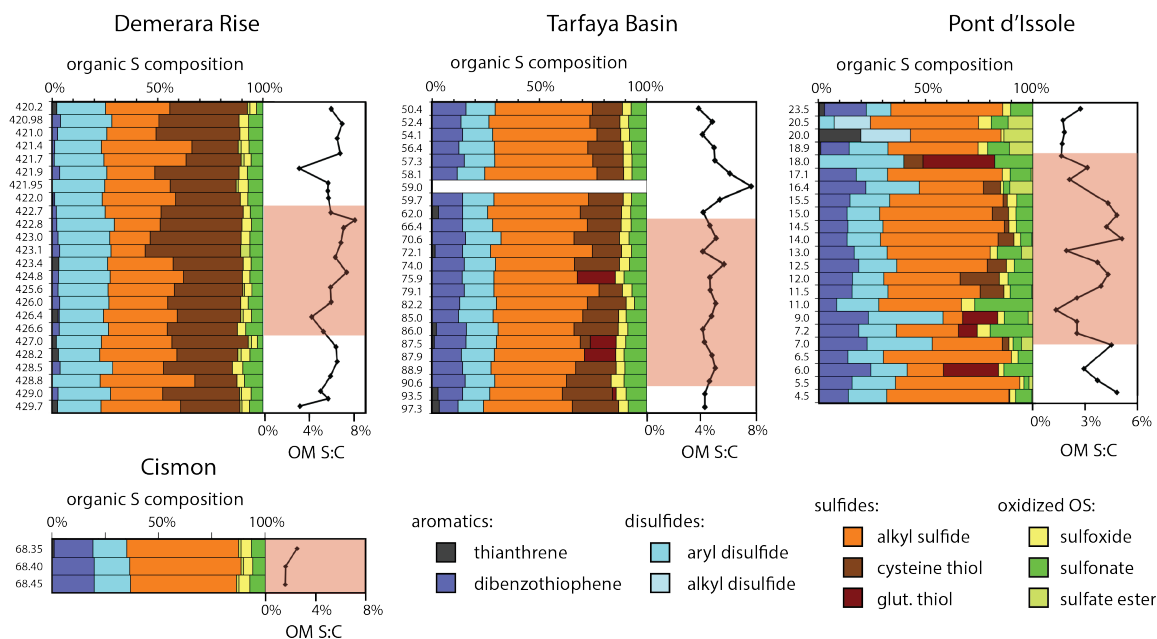 Demerara Rise
organic S composition
0% 50% 100%
420.2
420.98
421.0
421.4
421.7
421.9
421.95
422.0
422.7
422.8
423.0
423.1
423.4
424.8
425.6
426.0
426.4
426.6
427.0
428.2
428.5
428.8
429.0
429.7
0% 4% 8%
OM S:C
Tarfaya Basin
organic S composition
0% 50% 100%
50.4
52.4
54.1
56.4
57.3
58.1
59.0
59.7
62.0
66.4
70.6
72.1
74.0
75.9
79.1
82.2
85.0
86.0
87.5
87.9
88.9
90.6
93.5
97.3
0% 4% 8%
OM S:C
Pont d’Issole
organic S composition
0% 50% 100%
23.5
20.5
20.0
18.9
18.0
17.1
16.4
15.5
15.0
14.5
14.0
13.0
12.5
12.0
11.5
11.0
9.0
7.2
7.0
6.5
6.0
5.5
4.5
0% 3% 6%
OM S:C
Cismon
organic S composition
0% 50% 100%
68.35
68.40
68.45
0% 4% 8%
OM S:C
aromatics:
thianthrene
dibenzothiophene
disulfides:
aryl disulfide
alkyl disulfide
sulfides:
alkyl sulfide
cysteine thiol
glut. thiol
oxidized OS:
sulfoxide
sulfonate
sulfate ester